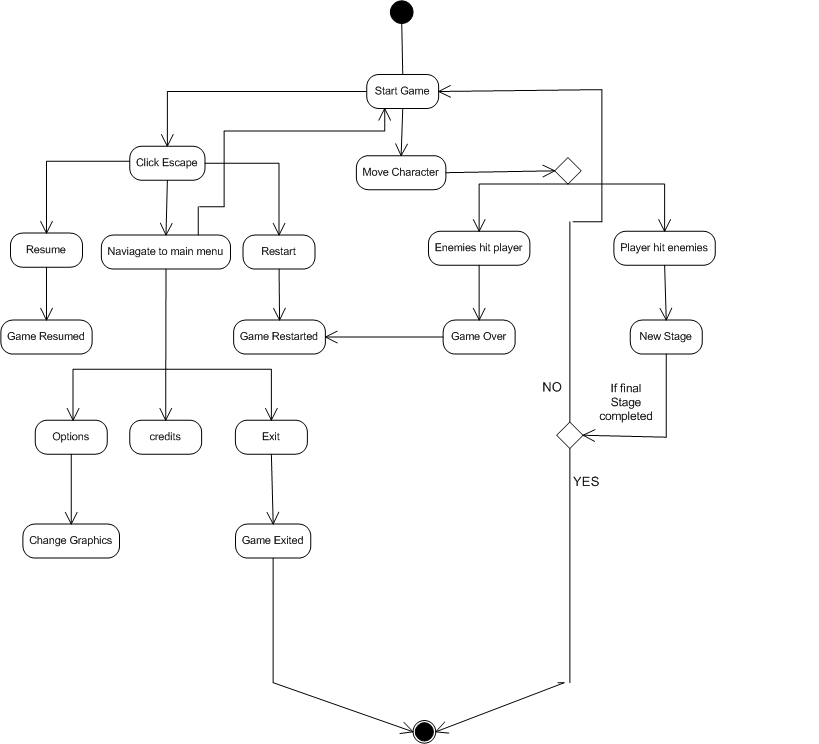 Start Game
Click Escape
Move Character
Resume
Naviagate to main menu
Restart
Enemies hit player
Player hit enemies
Game Resumed
Game Restarted
Game Over
New Stage
NO
If final
Stage
completed
Options
credits
Exit
YES
Change Graphics
Game Exited